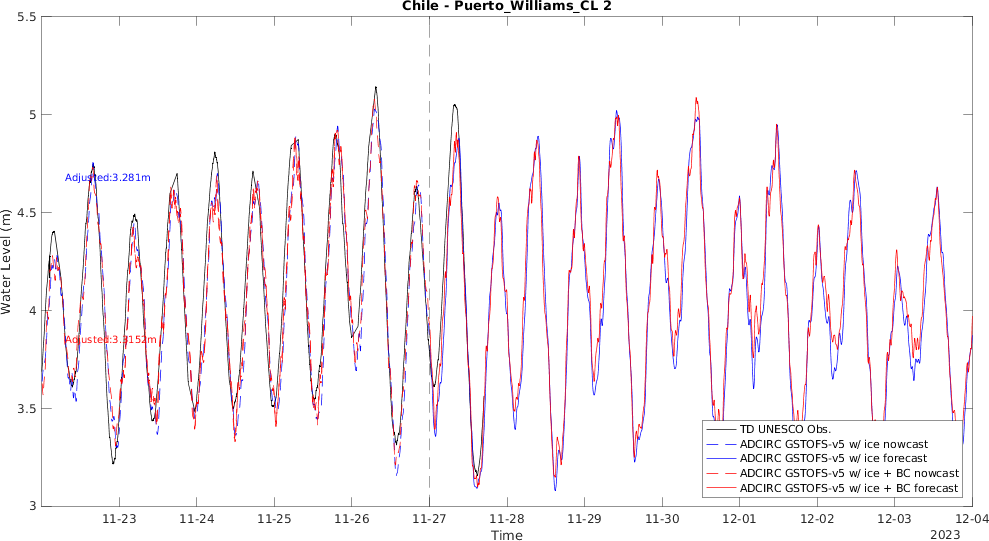 Chile - Puerto_Williams_CL 2
5.5
5
4.5
4
3.5
3
Water Level (m)
Adjusted:3.281m
Adjusted:3.3152m
TD UNESCO Obs.
ADCIRC GSTOFS-v5 w/ ice nowcast
ADCIRC GSTOFS-v5 w/ ice forecast
ADCIRC GSTOFS-v5 w/ ice + BC nowcast
ADCIRC GSTOFS-v5 w/ ice + BC forecast
11-23 11-24 11-25 11-26 11-27 11-28 11-29 11-30 12-01 12-02 12-03 12-04
Time
2023